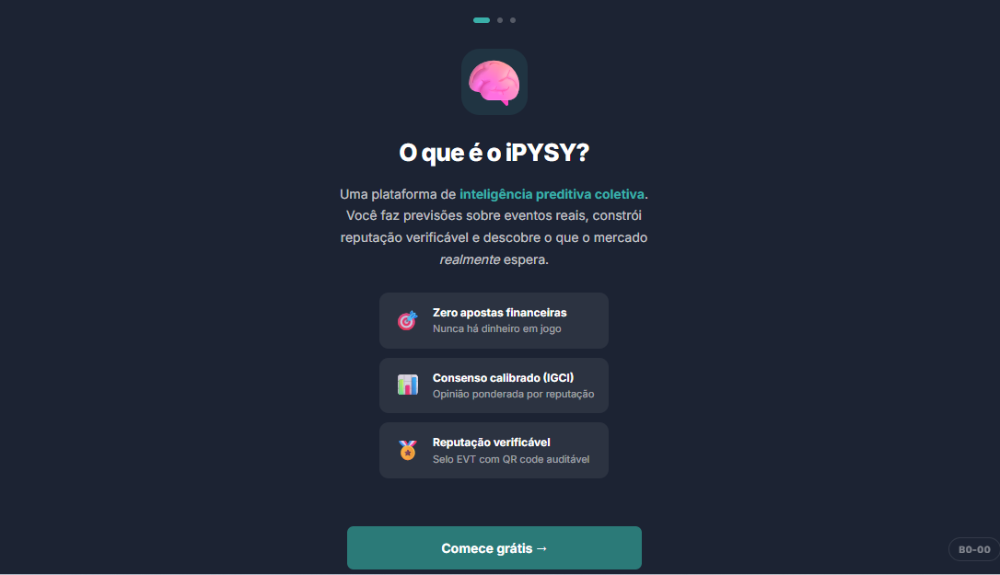 O que é o iPYSY?
Uma plataforma de inteligência preditiva coletiva.
Você faz previsões sobre eventos reais, constrói
reputação verificável e descobre o que o mercado
realmente espera.
Zero apostas financeiras
Nunca há dinheiro em jogo
Consenso calibrado (IGCI)
Opinião ponderada por reputação
Reputação verificável
Selo EVT com QR code auditável
Comece grátis →
B0-00